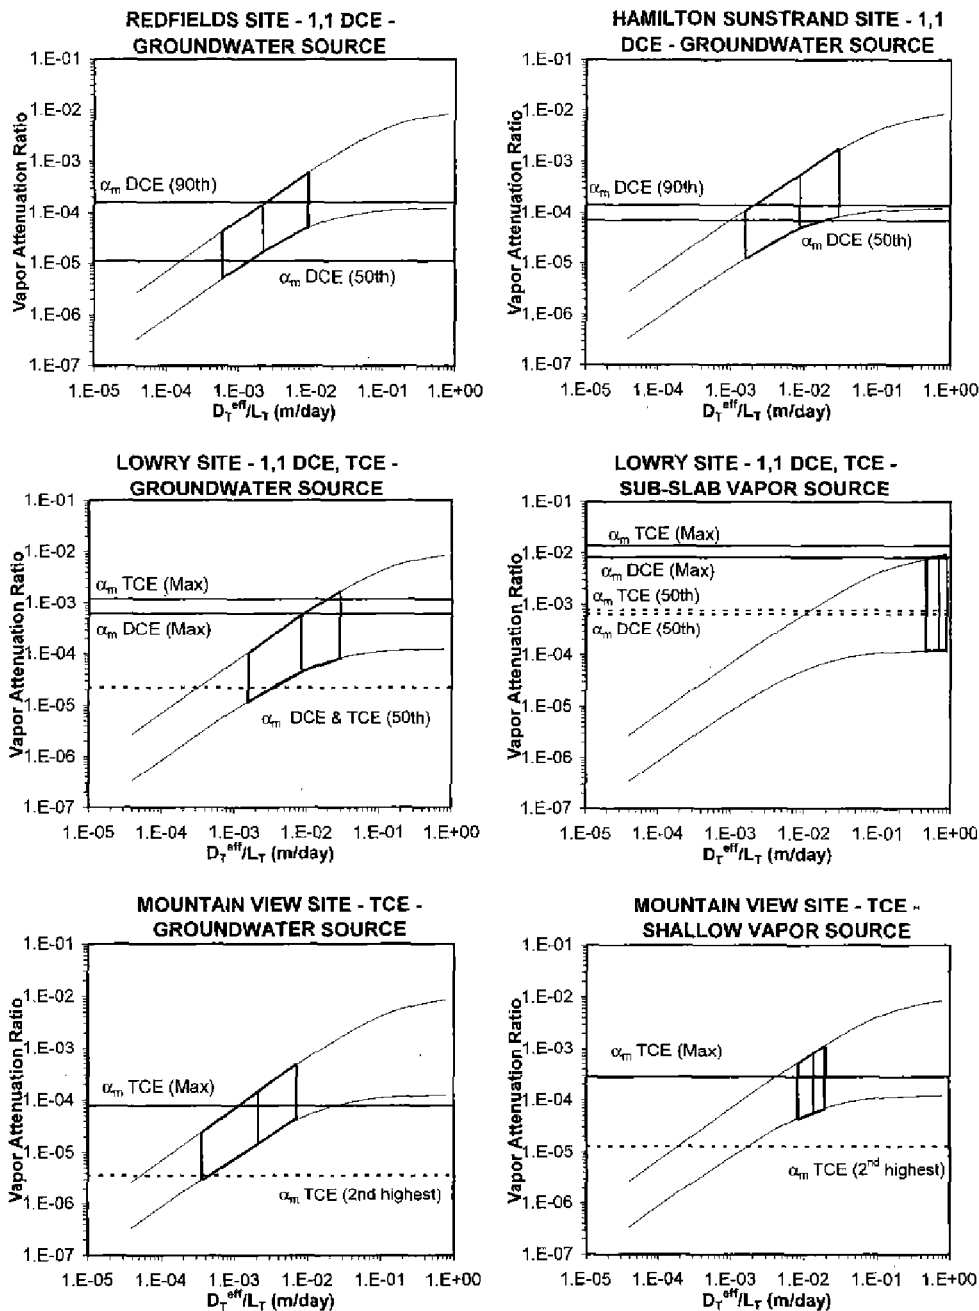 REDFIELDS SITE - 1,1 DCE -
GROUNDWATER SOURCE
Vapor Attenuation Ratio
1.E-01
1.E-02
1.E-03
1.E-04
1.E-05
1.E-06
1.E-07
αm DCE (90th)
αm DCE (50th)
1.E-05 1.E-04 1.E-03 1.E-02 1.E-01 1.E+00
DT^eff/LT (m/day)
HAMILTON SUNSTRAND SITE - 1,1
DCE - GROUNDWATER SOURCE
Vapor Attenuation Ratio
1.E-01
1.E-02
1.E-03
1.E-04
1.E-05
1.E-06
1.E-07
αm DCE (90th)
αm DCE (50th)
1.E-05 1.E-04 1.E-03 1.E-02 1.E-01 1.E+00
DT^eff/LT (m/day)
LOWRY SITE - 1,1 DCE, TCE -
GROUNDWATER SOURCE
Vapor Attenuation Ratio
1.E-01
1.E-02
1.E-03
1.E-04
1.E-05
1.E-06
1.E-07
αm TCE (Max)
αm DCE (Max)
αm DCE & TCE (50th)
1.E-05 1.E-04 1.E-03 1.E-02 1.E-01 1.E+00
DT^eff/LT (m/day)
LOWRY SITE - 1,1 DCE, TCE -
SUB-SLAB VAPOR SOURCE
Vapor Attenuation Ratio
1.E-01
1.E-02
1.E-03
1.E-04
1.E-05
1.E-06
1.E-07
αm TCE (Max)
αm DCE (Max)
αm TCE (50th)
αm DCE (50th)
1.E-05 1.E-04 1.E-03 1.E-02 1.E-01 1.E+00
DT^eff/LT (m/day)
MOUNTAIN VIEW SITE - TCE -
GROUNDWATER SOURCE
Vapor Attenuation Ratio
1.E-01
1.E-02
1.E-03
1.E-04
1.E-05
1.E-06
1.E-07
αm TCE (Max)
αm TCE (2nd highest)
1.E-05 1.E-04 1.E-03 1.E-02 1.E-01 1.E+00
DT^eff/LT (m/day)
MOUNTAIN VIEW SITE - TCE -
SHALLOW VAPOR SOURCE
Vapor Attenuation Ratio
1.E-01
1.E-02
1.E-03
1.E-04
1.E-05
1.E-06
1.E-07
αm TCE (Max)
αm TCE (2nd highest)
1.E-05 1.E-04 1.E-03 1.E-02 1.E-01 1.E+00
DT^eff/LT (m/day)